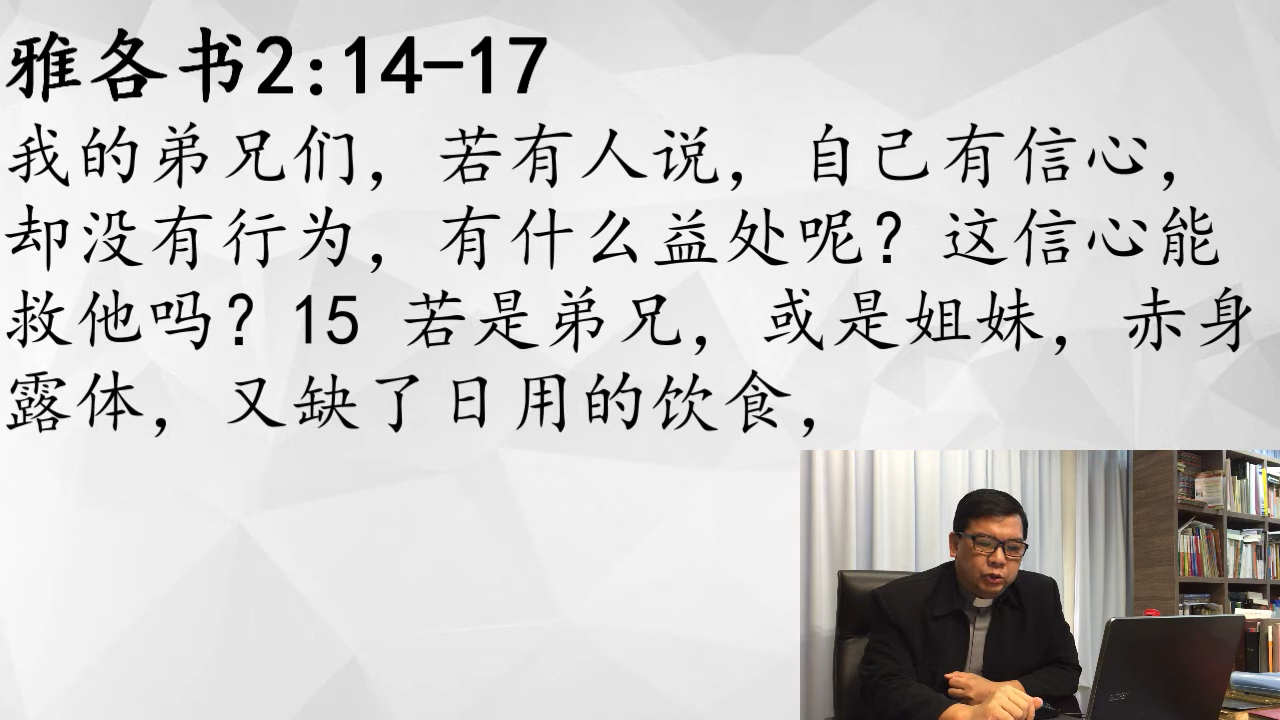 雅各书2:14-17
我的弟兄们，若有人说，自己有信心，
却没有行为，有什么益处呢？这信心能
救他吗？15 若是弟兄，或是姐妹，赤身
露体，又缺了日用的饮食，
acer